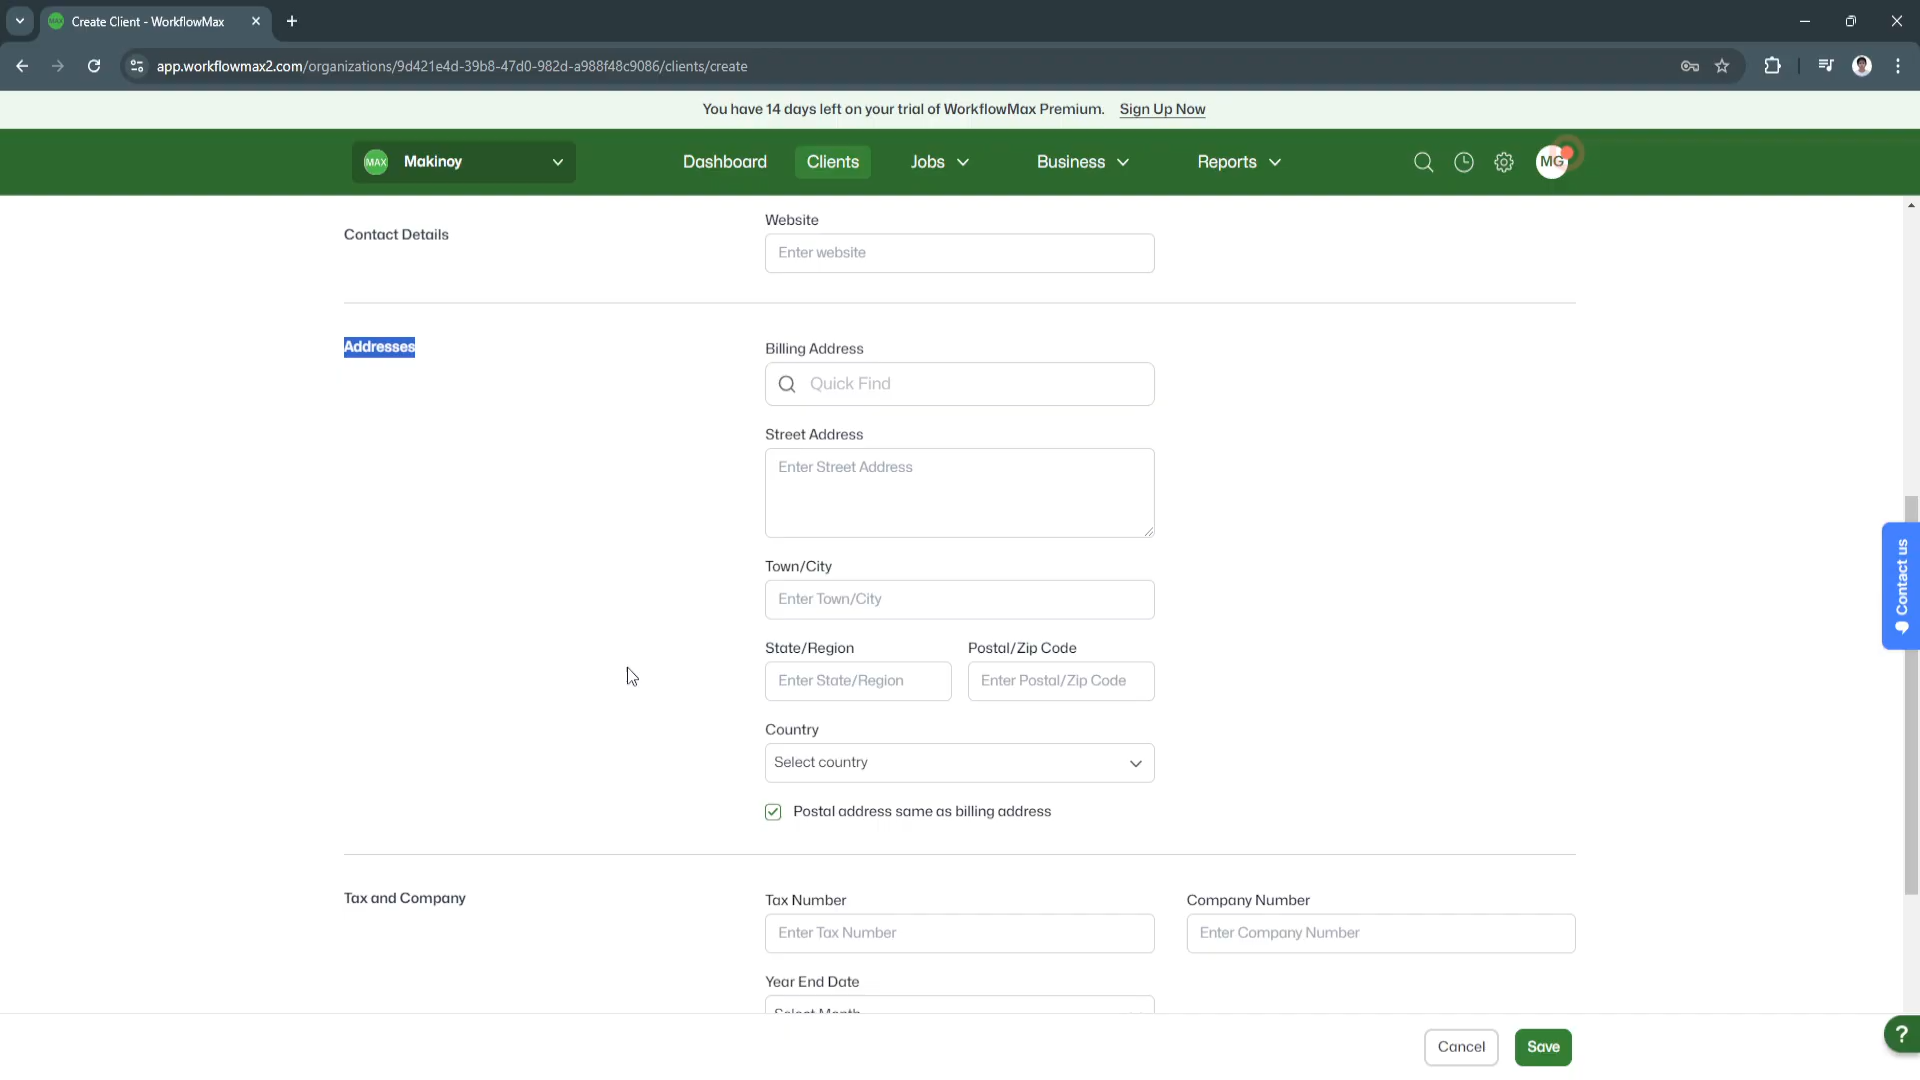 Create Client - WorkflowMax
app.workflowmax2.com/organizations/9d421e4d-39b8-47d0-982d-a988f48c9086/clients/create
You have 14 days left on your trial of WorkflowMax Premium. Sign Up Now
MAX Makinoy Dashboard Clients Jobs Business Reports MG
Contact Details
Website
Enter website
Addresses
Billing Address
Quick Find
Street Address
Enter Street Address
Town/City
Enter Town/City
State/Region Postal/Zip Code
Enter State/Region Enter Postal/Zip Code
Country
Select country
Postal address same as billing address
Tax and Company
Tax Number Company Number
Enter Tax Number Enter Company Number
Year End Date
Select Month
Cancel Save
Contact us
?